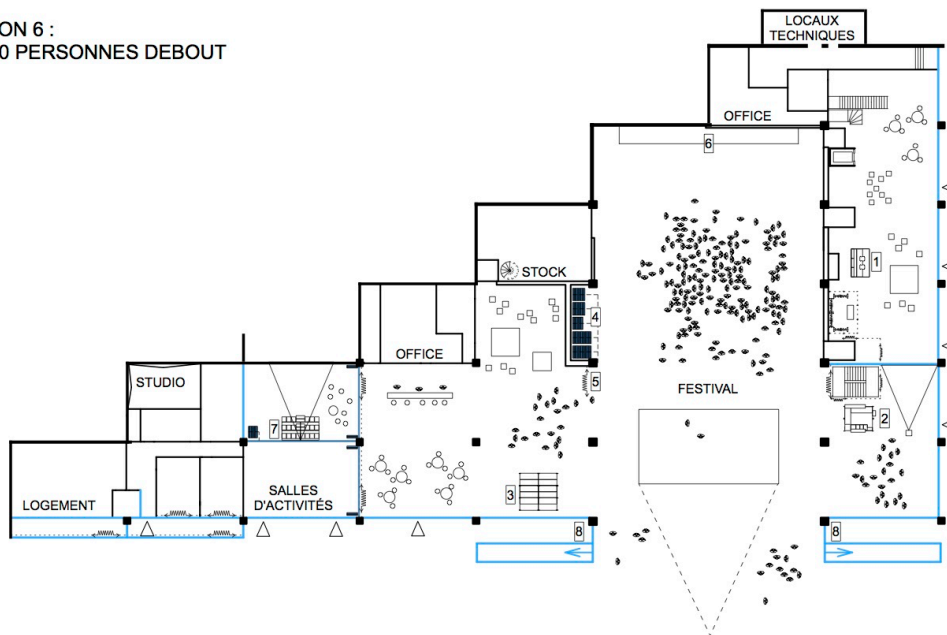 ON 6 :
0 PERSONNES DEBOUT
LOCAUX
TECHNIQUES
OFFICE
6
1
STOCK
4
OFFICE
5
STUDIO
FESTIVAL
2
7
3
LOGEMENT
SALLES
D'ACTIVITÉS
8
8